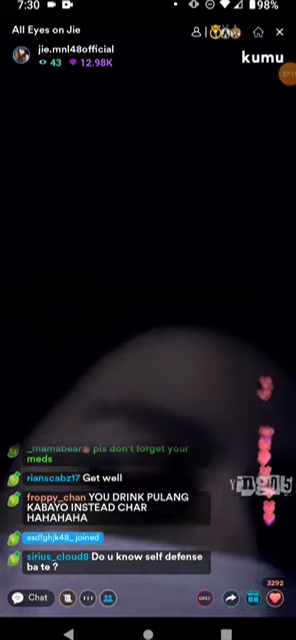 7:30
98%
All Eyes on Jie
jie.mnl48official
43 12.98K
kumu
_mamabear pls don't forget your
meds
rianscabz17 Get well
froppy_chan YOU DRINK PULANG
KABAYO INSTEAD CHAR
HAHAHAHA
asdfghjk48_ joined
sirius_cloud8 Do u know self defense
ba te ?
3292
Chat